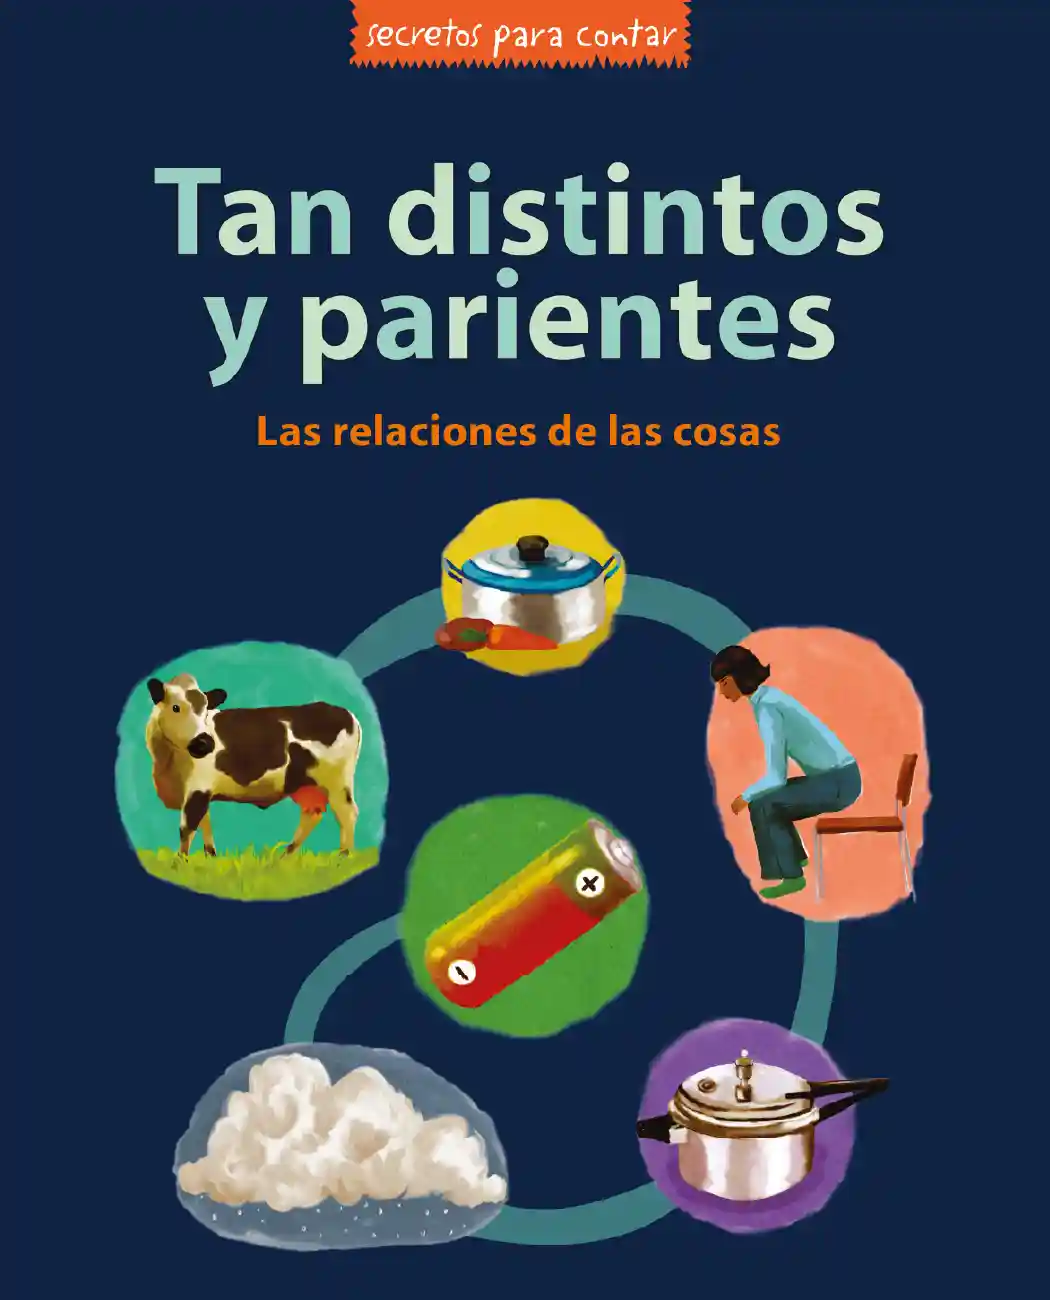 secretos para contar
Tan distintos
y parientes
Las relaciones de las cosas